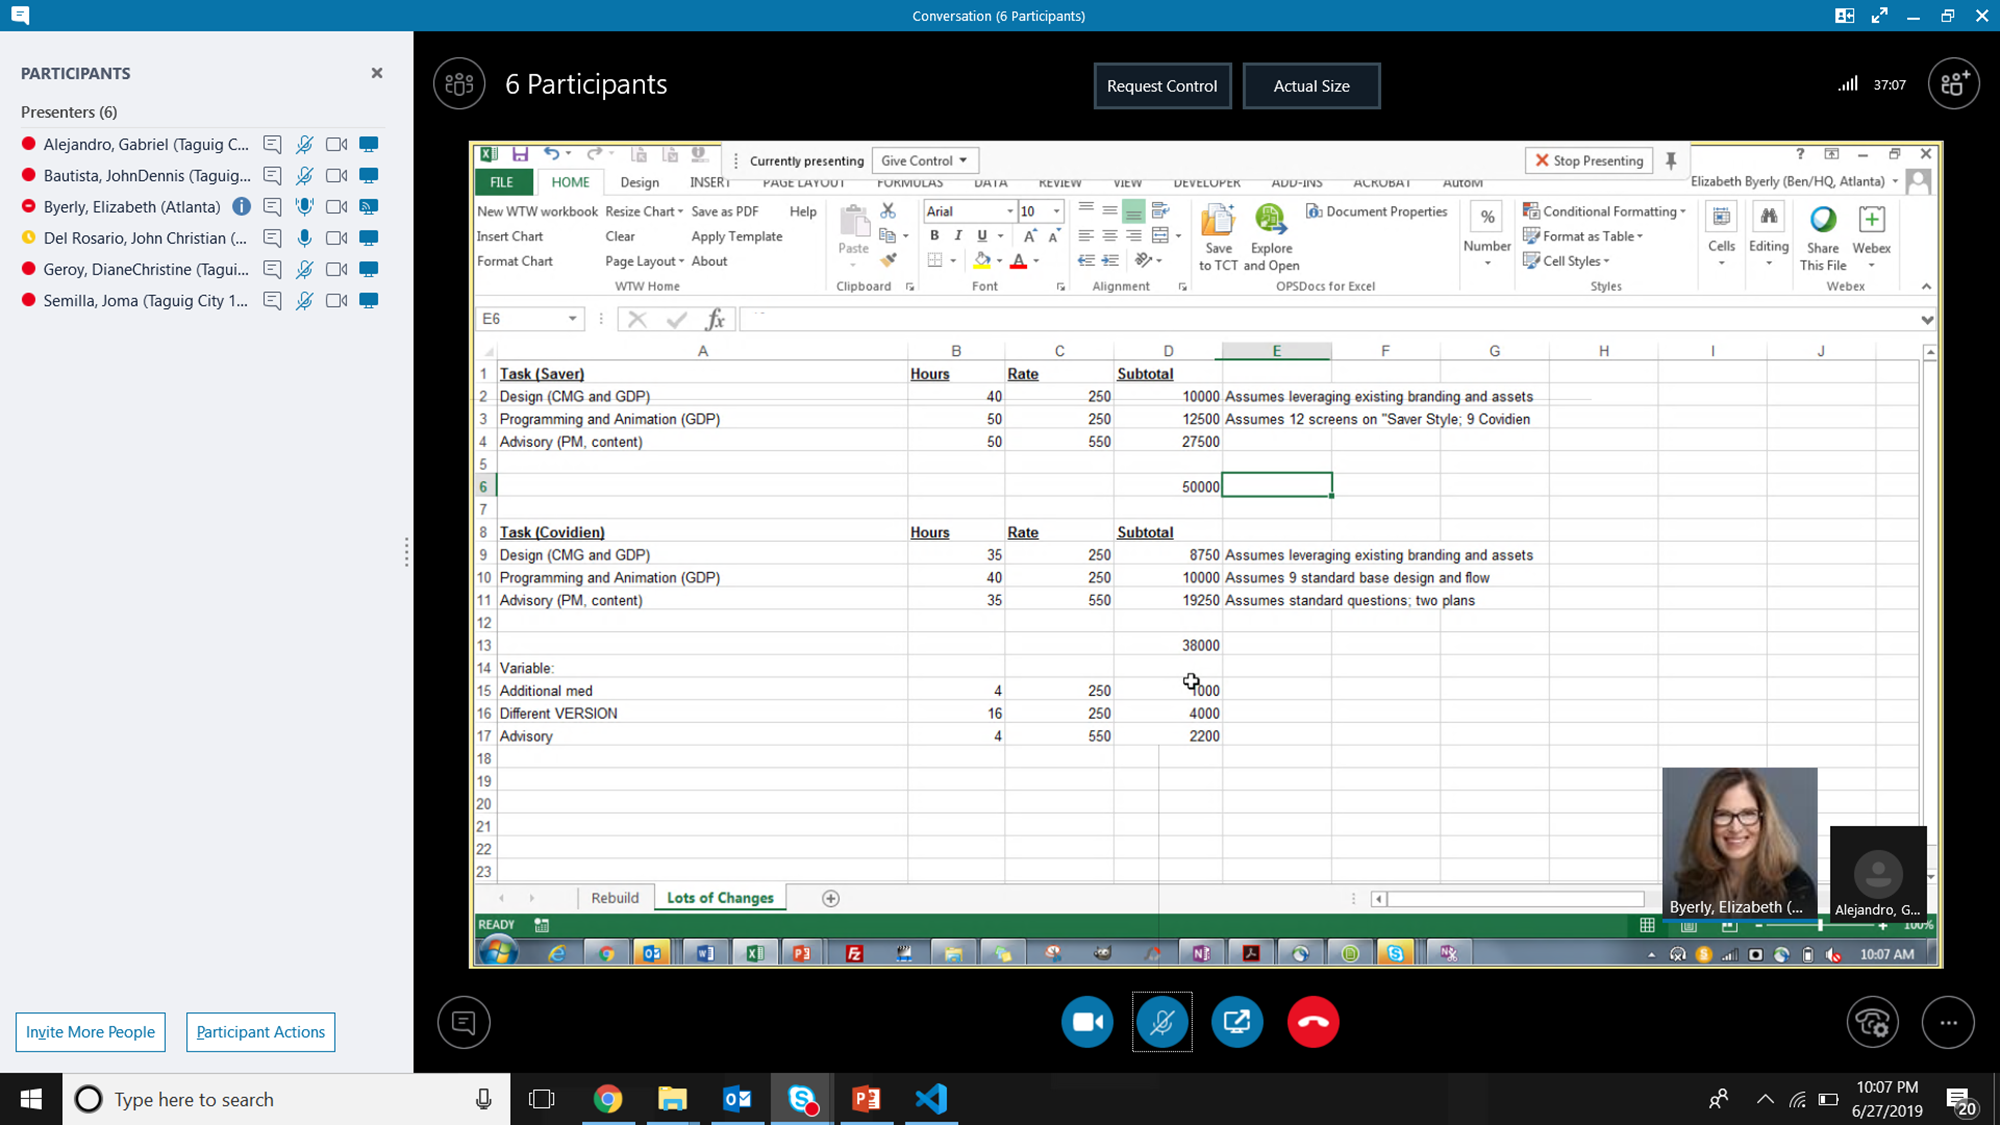 Conversation (6 Participants)
PARTICIPANTS
Presenters (6)
Alejandro, Gabriel (Taguig C...
Bautista, JohnDennis (Taguig...
Byerly, Elizabeth (Atlanta)
Del Rosario, John Christian (...
Geroy, DianeChristine (Tagui...
Semilla, Joma (Taguig City 1...
Invite More People
Participant Actions
6 Participants
Request Control
Actual Size
37:07
Currently presenting
Give Control
Stop Presenting
FILE HOME Design INSERT PAGE LAYOUT FORMULAS DATA REVIEW VIEW DEVELOPER ADD-INS ACROBAT AutoM
Elizabeth Byerly (Ben/HQ, Atlanta)
New WTW workbook Resize Chart Save as PDF Help
Insert Chart Clear Apply Template
Format Chart Page Layout About
WTW Home
Paste
Clipboard
Arial 10
B I U
Font
Alignment
Save to TCT
Explore and Open
Document Properties
OPSDocs for Excel
Number
Conditional Formatting
Format as Table
Cell Styles
Styles
Cells
Editing
Share This File
Webex
Webex
E6
fx
A B C D E F G H I J
1 Task (Saver) Hours Rate Subtotal
2 Design (CMG and GDP) 40 250 10000 Assumes leveraging existing branding and assets
3 Programming and Animation (GDP) 50 250 12500 Assumes 12 screens on "Saver Style; 9 Covidien
4 Advisory (PM, content) 50 550 27500
5
6 50000
7
8 Task (Covidien) Hours Rate Subtotal
9 Design (CMG and GDP) 35 250 8750 Assumes leveraging existing branding and assets
10 Programming and Animation (GDP) 40 250 10000 Assumes 9 standard base design and flow
11 Advisory (PM, content) 35 550 19250 Assumes standard questions; two plans
12
13 38000
14 Variable:
15 Additional med 4 250 1000
16 Different VERSION 16 250 4000
17 Advisory 4 550 2200
18
19
20
21
22
23
Rebuild
Lots of Changes
READY
100%
Byerly, Elizabeth (...
Alejandro, G...
10:07 AM
Type here to search
10:07 PM
6/27/2019
20